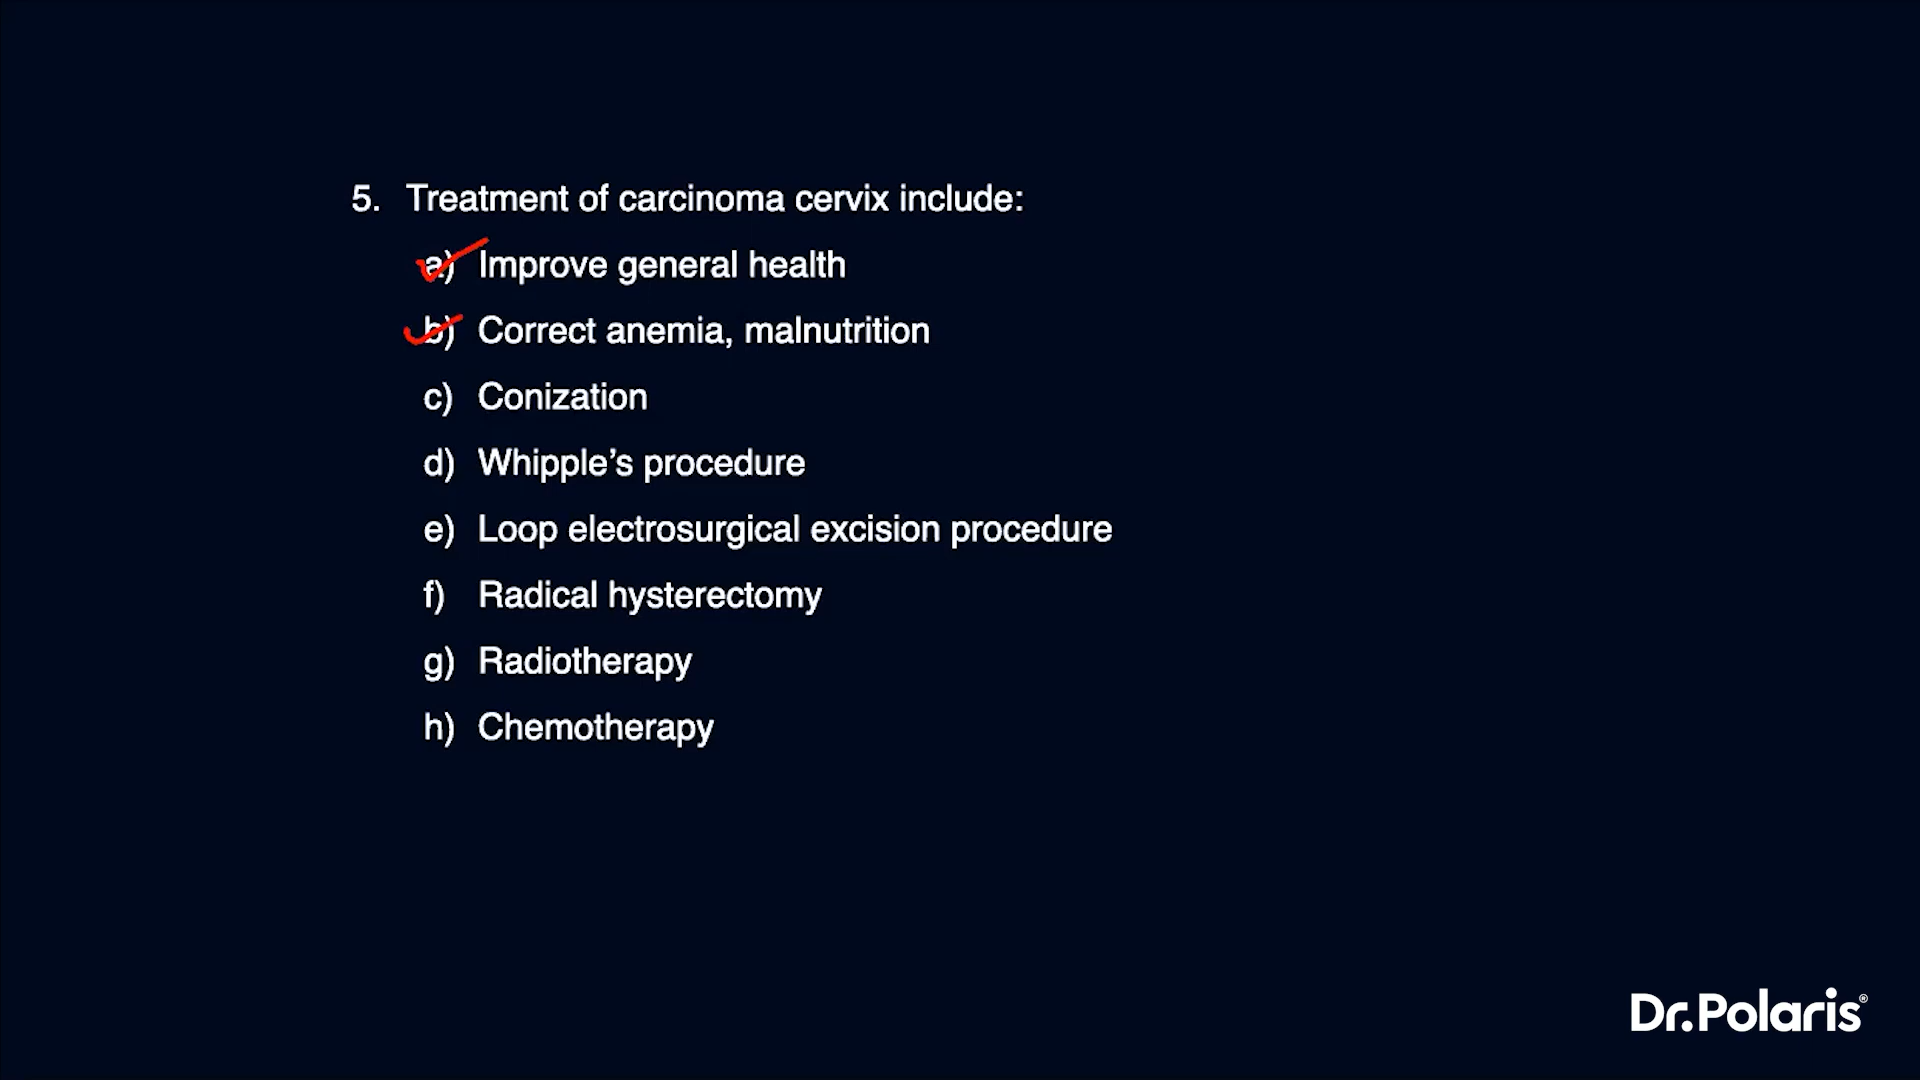 5. Treatment of carcinoma cervix include:
a) Improve general health
b) Correct anemia, malnutrition
c) Conization
d) Whipple’s procedure
e) Loop electrosurgical excision procedure
f) Radical hysterectomy
g) Radiotherapy
h) Chemotherapy
Dr.Polaris®